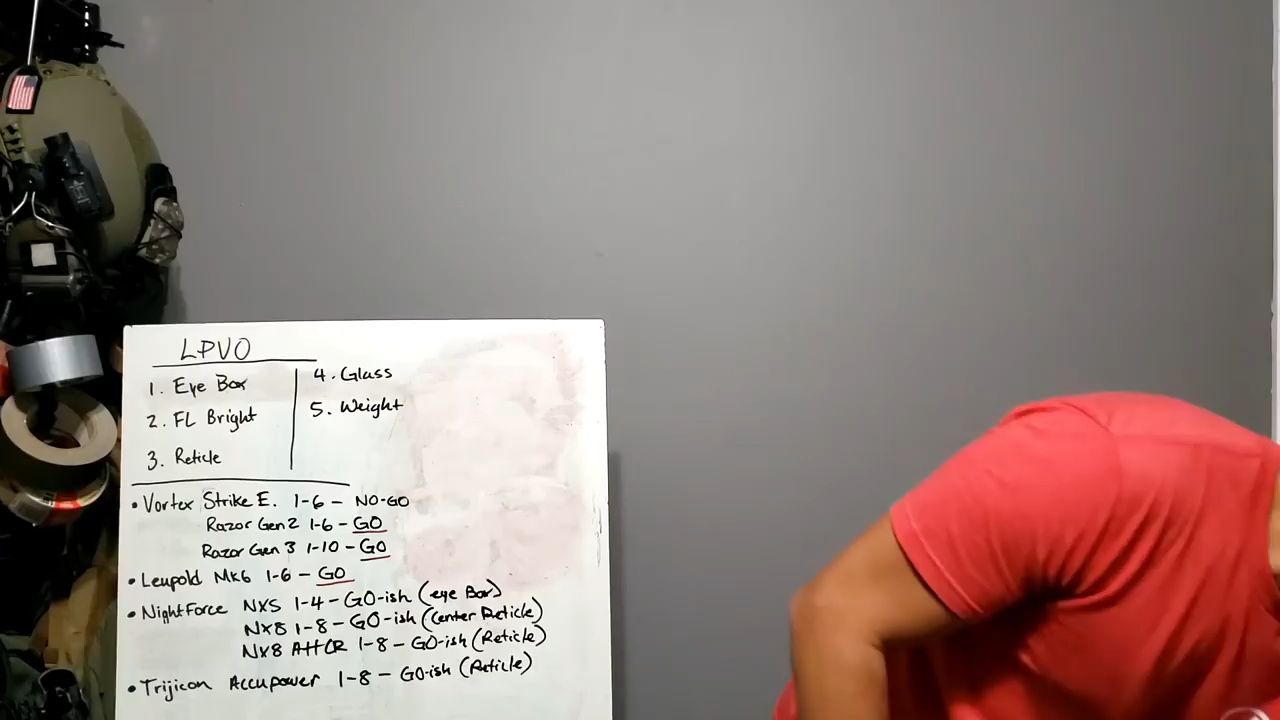 LPVO
1. Eye Box
2. FL Bright
3. Reticle
4. Glass
5. Weight
• Vortex Strike E. 1-6 - NO-GO
Razor Gen 2 1-6 - GO
Razor Gen 3 1-10 - GO
• Leupold MK6 1-6 - GO
• NightForce NXS 1-4 - GO-ish (eye Box)
NX8 1-8 - GO-ish (center Reticle)
NX8 ATACR 1-8 - GO-ish (Reticle)
• Trijicon Accupower 1-8 - GO-ish (Reticle)